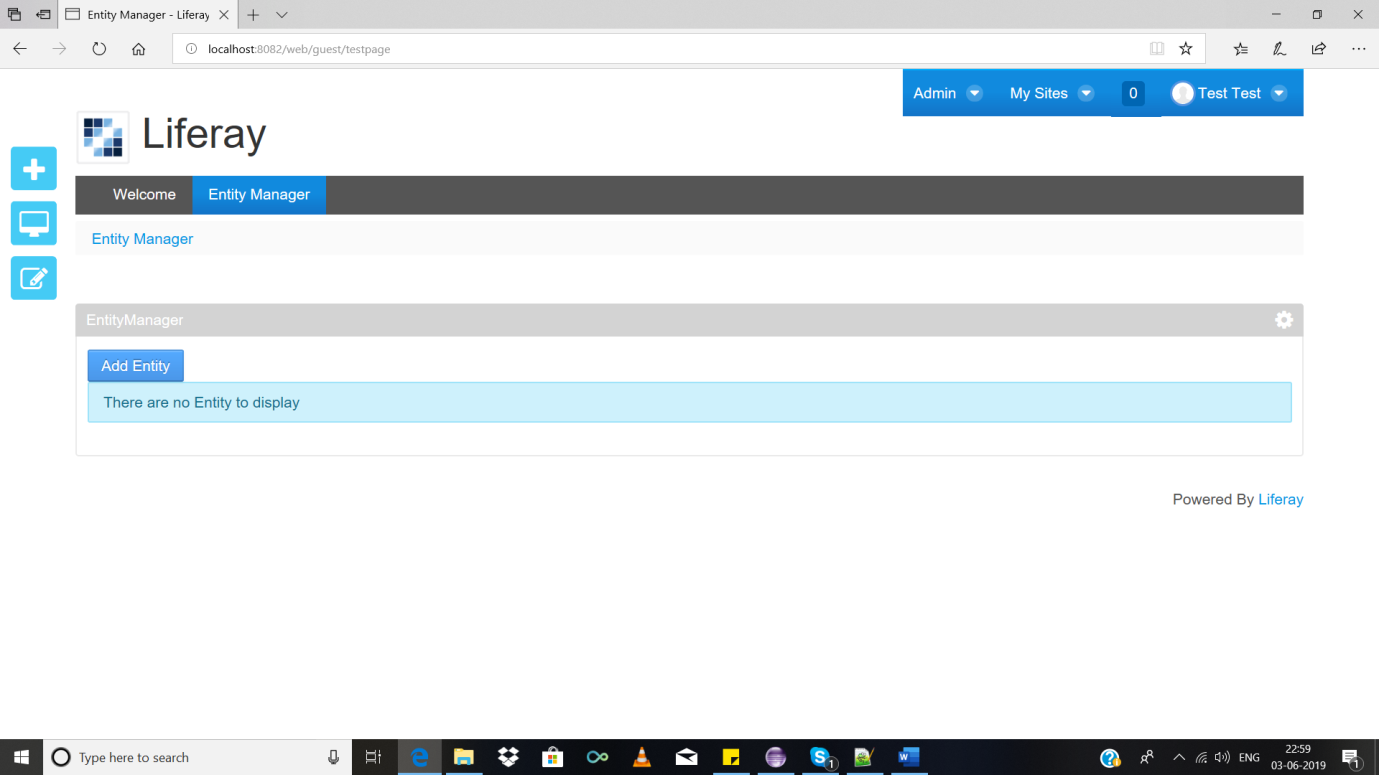 Entity Manager - Liferay
localhost:8082/web/guest/testpage
Admin My Sites 0 Test Test
Liferay
Welcome Entity Manager
Entity Manager
EntityManager
Add Entity
There are no Entity to display
Powered By Liferay
Type here to search
1
ENG
22:59
03-06-2019
1